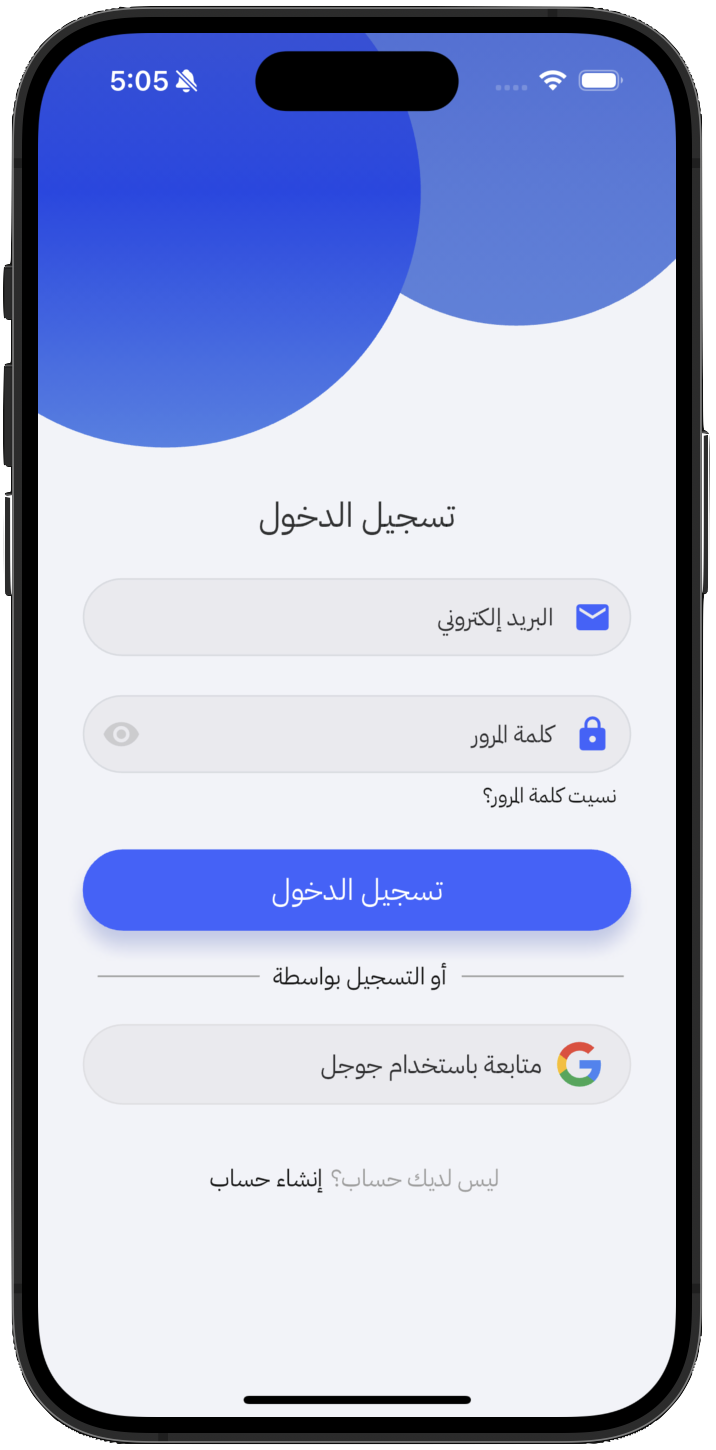 5:05
تسجيل الدخول
البريد إلكتروني
كلمة المرور
نسيت كلمة المرور؟
تسجيل الدخول
أو التسجيل بواسطة
متابعة باستخدام جوجل
ليس لديك حساب؟ إنشاء حساب